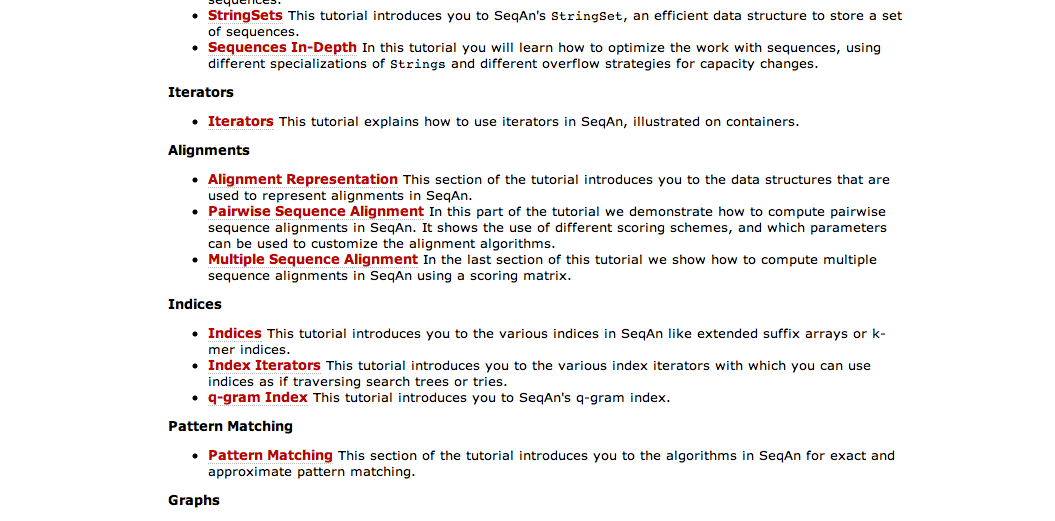 sequences.
• StringSets This tutorial introduces you to SeqAn's StringSet, an efficient data structure to store a set
of sequences.
• Sequences In-Depth In this tutorial you will learn how to optimize the work with sequences, using
different specializations of Strings and different overflow strategies for capacity changes.
Iterators
• Iterators This tutorial explains how to use iterators in SeqAn, illustrated on containers.
Alignments
• Alignment Representation This section of the tutorial introduces you to the data structures that are
used to represent alignments in SeqAn.
• Pairwise Sequence Alignment In this part of the tutorial we demonstrate how to compute pairwise
sequence alignments in SeqAn. It shows the use of different scoring schemes, and which parameters
can be used to customize the alignment algorithms.
• Multiple Sequence Alignment In the last section of this tutorial we show how to compute multiple
sequence alignments in SeqAn using a scoring matrix.
Indices
• Indices This tutorial introduces you to the various indices in SeqAn like extended suffix arrays or k-
mer indices.
• Index Iterators This tutorial introduces you to the various index iterators with which you can use
indices as if traversing search trees or tries.
• q-gram Index This tutorial introduces you to SeqAn's q-gram index.
Pattern Matching
• Pattern Matching This section of the tutorial introduces you to the algorithms in SeqAn for exact and
approximate pattern matching.
Graphs